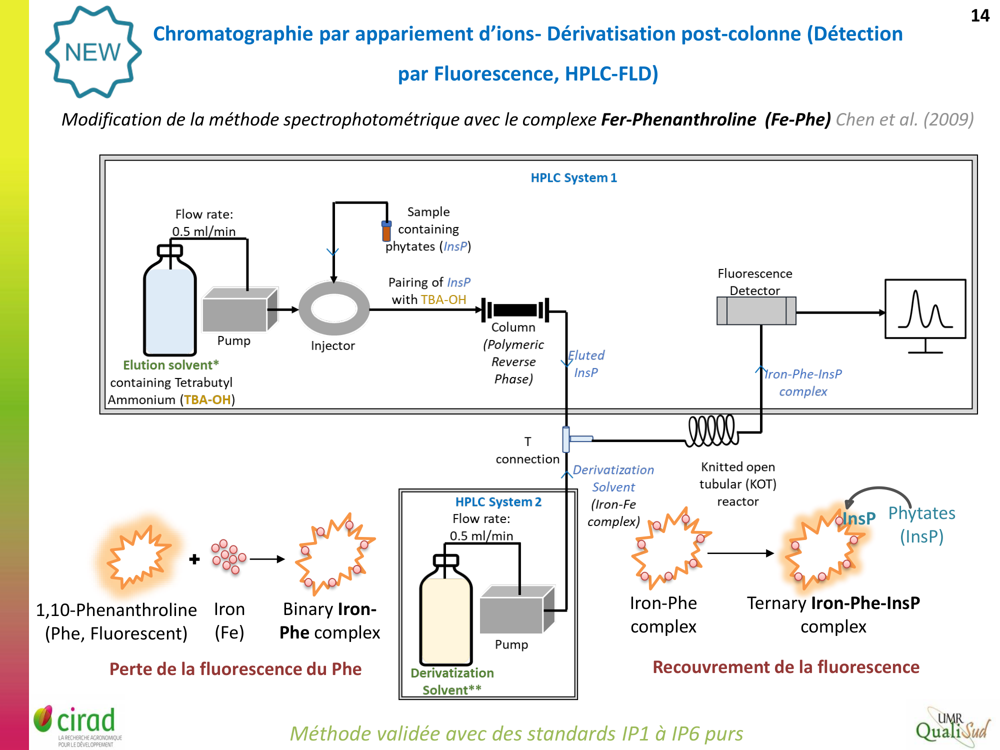 14
NEW
Chromatographie par appariement d’ions- Dérivatisation post-colonne (Détection
par Fluorescence, HPLC-FLD)
Modification de la méthode spectrophotométrique avec le complexe Fer-Phenanthroline (Fe-Phe) Chen et al. (2009)
HPLC System 1
Flow rate:
0.5 ml/min
Sample
containing
phytates (InsP)
Pairing of InsP
with TBA-OH
Fluorescence
Detector
Pump
Injector
Column
(Polymeric
Reverse
Phase)
Elution solvent*
containing Tetrabutyl
Ammonium (TBA-OH)
Eluted
InsP
Iron-Phe-InsP
complex
T
connection
Derivatization
Solvent
(Iron-Fe
complex)
Knitted open
tubular (KOT)
reactor
HPLC System 2
Flow rate:
0.5 ml/min
Pump
Derivatization
Solvent**
1,10-Phenanthroline
(Phe, Fluorescent)
Iron
(Fe)
Binary Iron-
Phe complex
Perte de la fluorescence du Phe
InsP
Phytates
(InsP)
Iron-Phe
complex
Ternary Iron-Phe-InsP
complex
Recouvrement de la fluorescence
cirad
LA RECHERCHE AGRONOMIQUE
POUR LE DÉVELOPPEMENT
Méthode validée avec des standards IP1 à IP6 purs
UMR
QualiSud